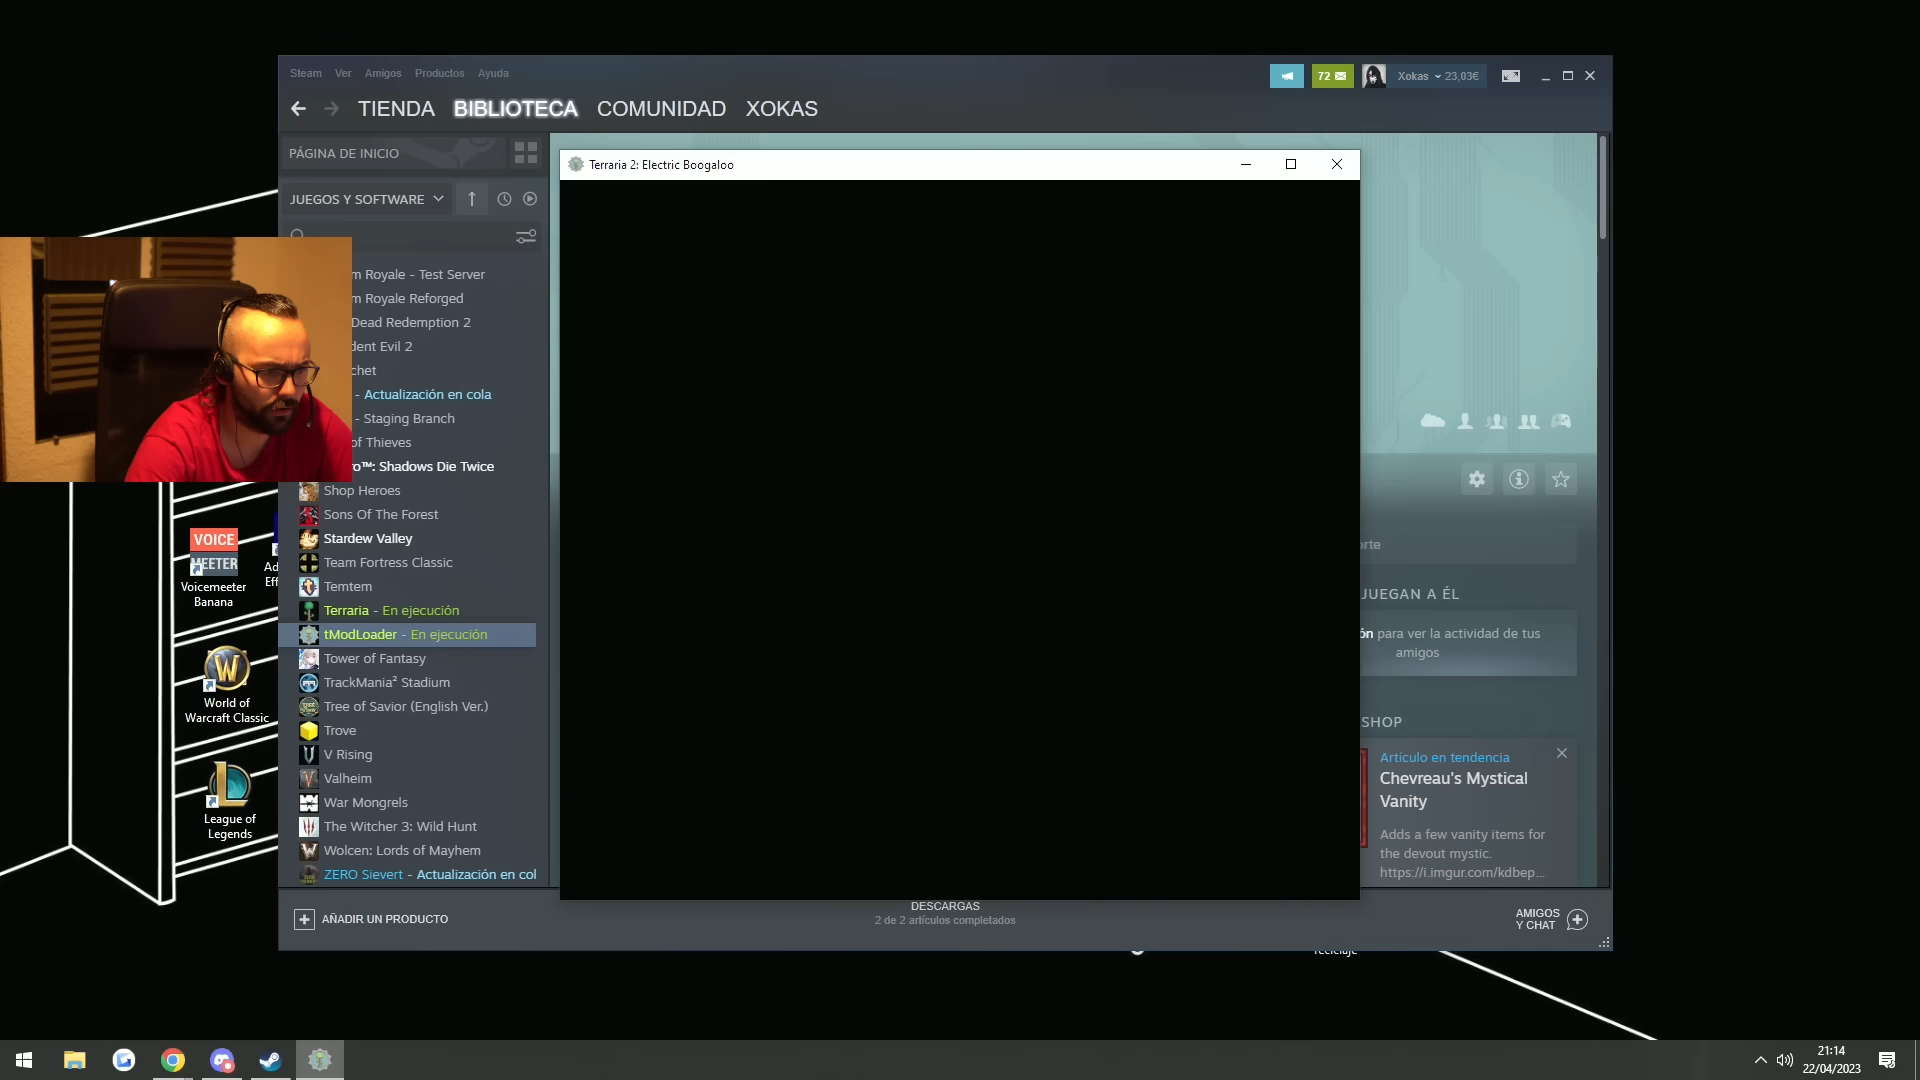 Steam Ver Amigos Productos Ayuda
72
Xokas 23,03€
TIENDA BIBLIOTECA COMUNIDAD XOKAS
PÁGINA DE INICIO
JUEGOS Y SOFTWARE
Terraria 2: Electric Boogaloo
m Royale - Test Server
m Royale Reforged
Dead Redemption 2
dent Evil 2
chet
- Actualización en cola
- Staging Branch
of Thieves
ro™: Shadows Die Twice
Shop Heroes
Sons Of The Forest
Stardew Valley
Team Fortress Classic
Temtem
Terraria - En ejecución
tModLoader - En ejecución
Tower of Fantasy
TrackMania² Stadium
Tree of Savior (English Ver.)
Trove
V Rising
Valheim
War Mongrels
The Witcher 3: Wild Hunt
Wolcen: Lords of Mayhem
ZERO Sievert - Actualización en col
orte
JUEGAN A ÉL
ón para ver la actividad de tus
amigos
SHOP
Artículo en tendencia
Chevreau's Mystical
Vanity
Adds a few vanity items for
the devout mystic.
https://i.imgur.com/kdbep...
AÑADIR UN PRODUCTO
DESCARGAS
2 de 2 artículos completados
AMIGOS
Y CHAT
VOICE
MEETER
Voicemeeter
Banana
Ad
Eff
World of
Warcraft Classic
League of
Legends
reciclaje
21:14
22/04/2023